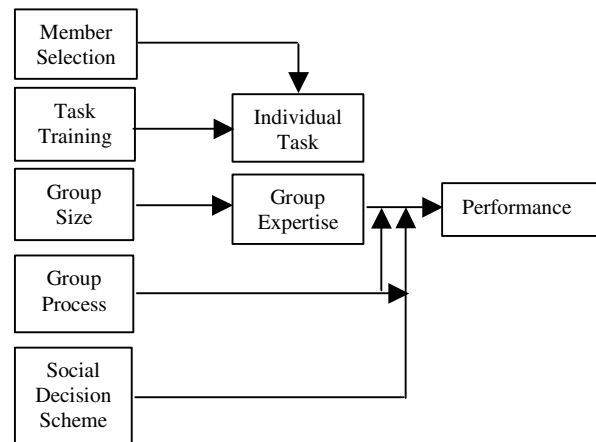 Member
Selection
Task
Training
Individual
Task
Group
Size
Group
Expertise
Performance
Group
Process
Social
Decision
Scheme